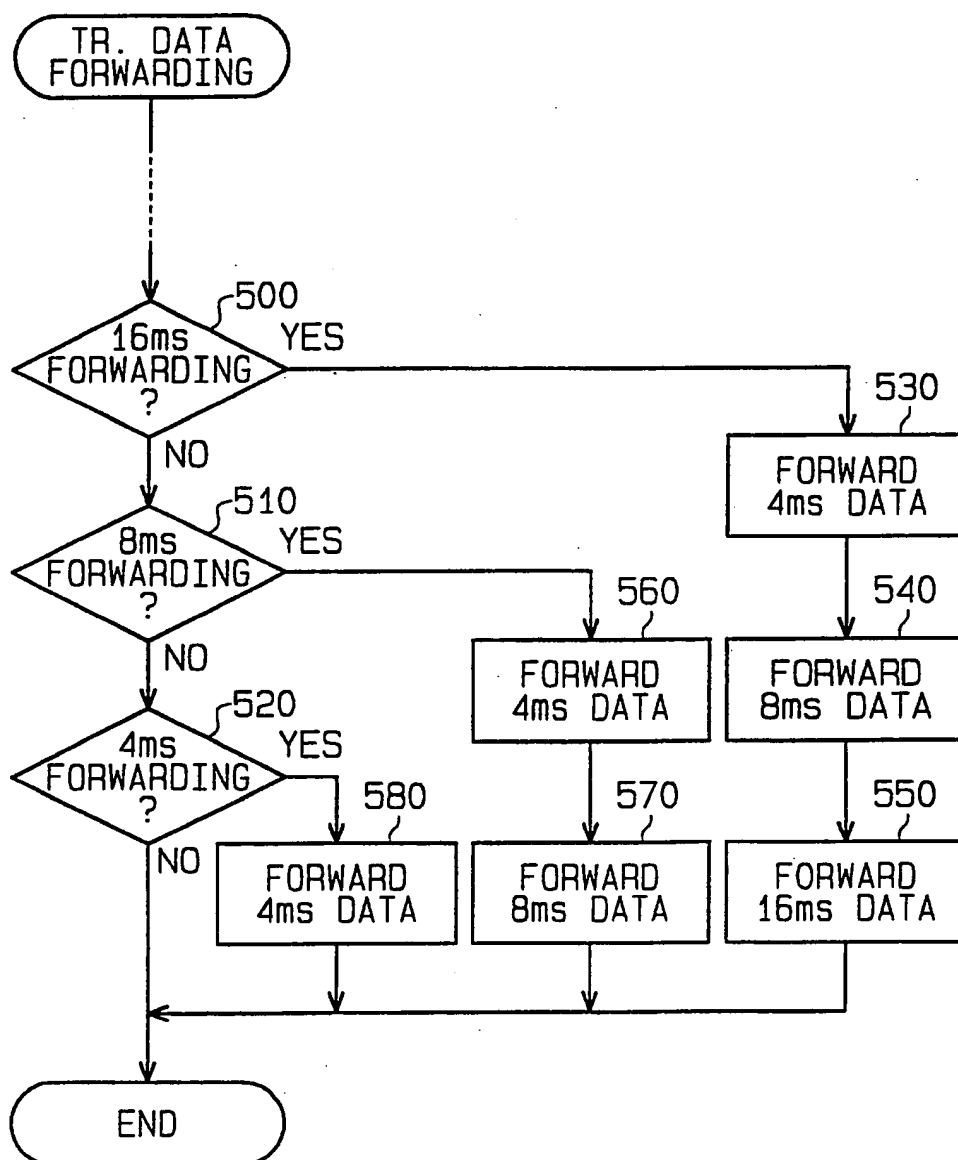 TR. DATA
FORWARDING
500
16ms
FORWARDING
?
YES
NO
530
FORWARD
4ms DATA
510
8ms
FORWARDING
?
YES
NO
560
FORWARD
4ms DATA
540
FORWARD
8ms DATA
520
4ms
FORWARDING
?
YES
NO
580
FORWARD
4ms DATA
570
FORWARD
8ms DATA
550
FORWARD
16ms DATA
END